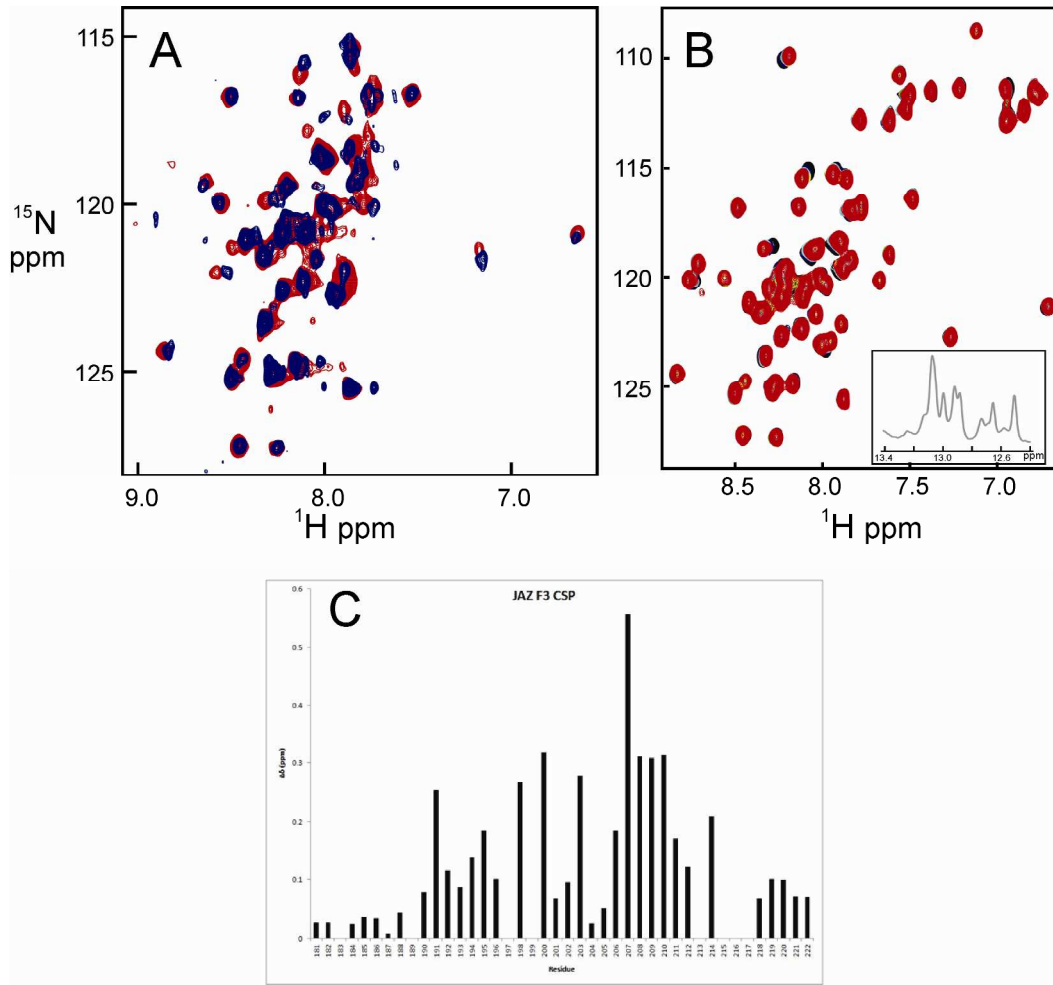 A
115
120
125
15N
ppm
9.0 8.0 7.0
1H ppm
B
110
115
120
125
13.4 13.0 12.6 ppm
8.5 8.0 7.5 7.0
1H ppm
C
JAZ F3 CSP
0.6
0.5
0.4
0.3
0.2
0.1
0
Δδ (ppm)
181 182 183 184 185 186 187 188 189 190 191 192 193 194 195 196 197 198 199 200 201 202 203 204 205 206 207 208 209 210 211 212 213 214 215 216 217 218 219 220 221 222
Residue